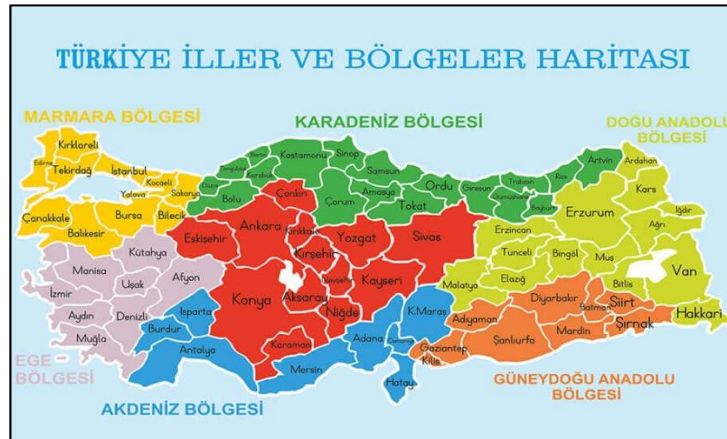 TÜRKİYE İLLER VE BÖLGELER HARİTASI
MARMARA BÖLGESİ
KARADENİZ BÖLGESİ
DOĞU ANADOLU
BÖLGESİ
Kırklareli
Edirne
Tekirdağ
İstanbul
Kocaeli
Yalova
Sakarya
Çanakkale
Bursa
Bilecik
Balıkesir
Zonguldak
Bartın
Karabük
Kastamonu
Sinop
Samsun
Düzce
Bolu
Çorum
Amasya
Tokat
Ordu
Giresun
Trabzon
Gümüşhane
Rize
Bayburt
Artvin
Ardahan
Kars
Iğdır
Ağrı
Erzurum
Erzincan
Tunceli
Bingöl
Muş
Van
Bitlis
Elazığ
Malatya
Hakkari
Çankırı
Ankara
Kırıkkale
Eskişehir
Kırşehir
Yozgat
Sivas
Nevşehir
Kayseri
Konya
Aksaray
Niğde
Karaman
Kütahya
Manisa
Uşak
Afyon
İzmir
Aydın
Denizli
Muğla
Isparta
Burdur
Antalya
Mersin
Adana
Osmaniye
K.Maraş
Hatay
Adıyaman
Diyarbakır
Batman
Siirt
Şırnak
Mardin
Şanlıurfa
Gaziantep
Kilis
EGE
BÖLGESİ
AKDENİZ BÖLGESİ
GÜNEYDOĞU ANADOLU
BÖLGESİ